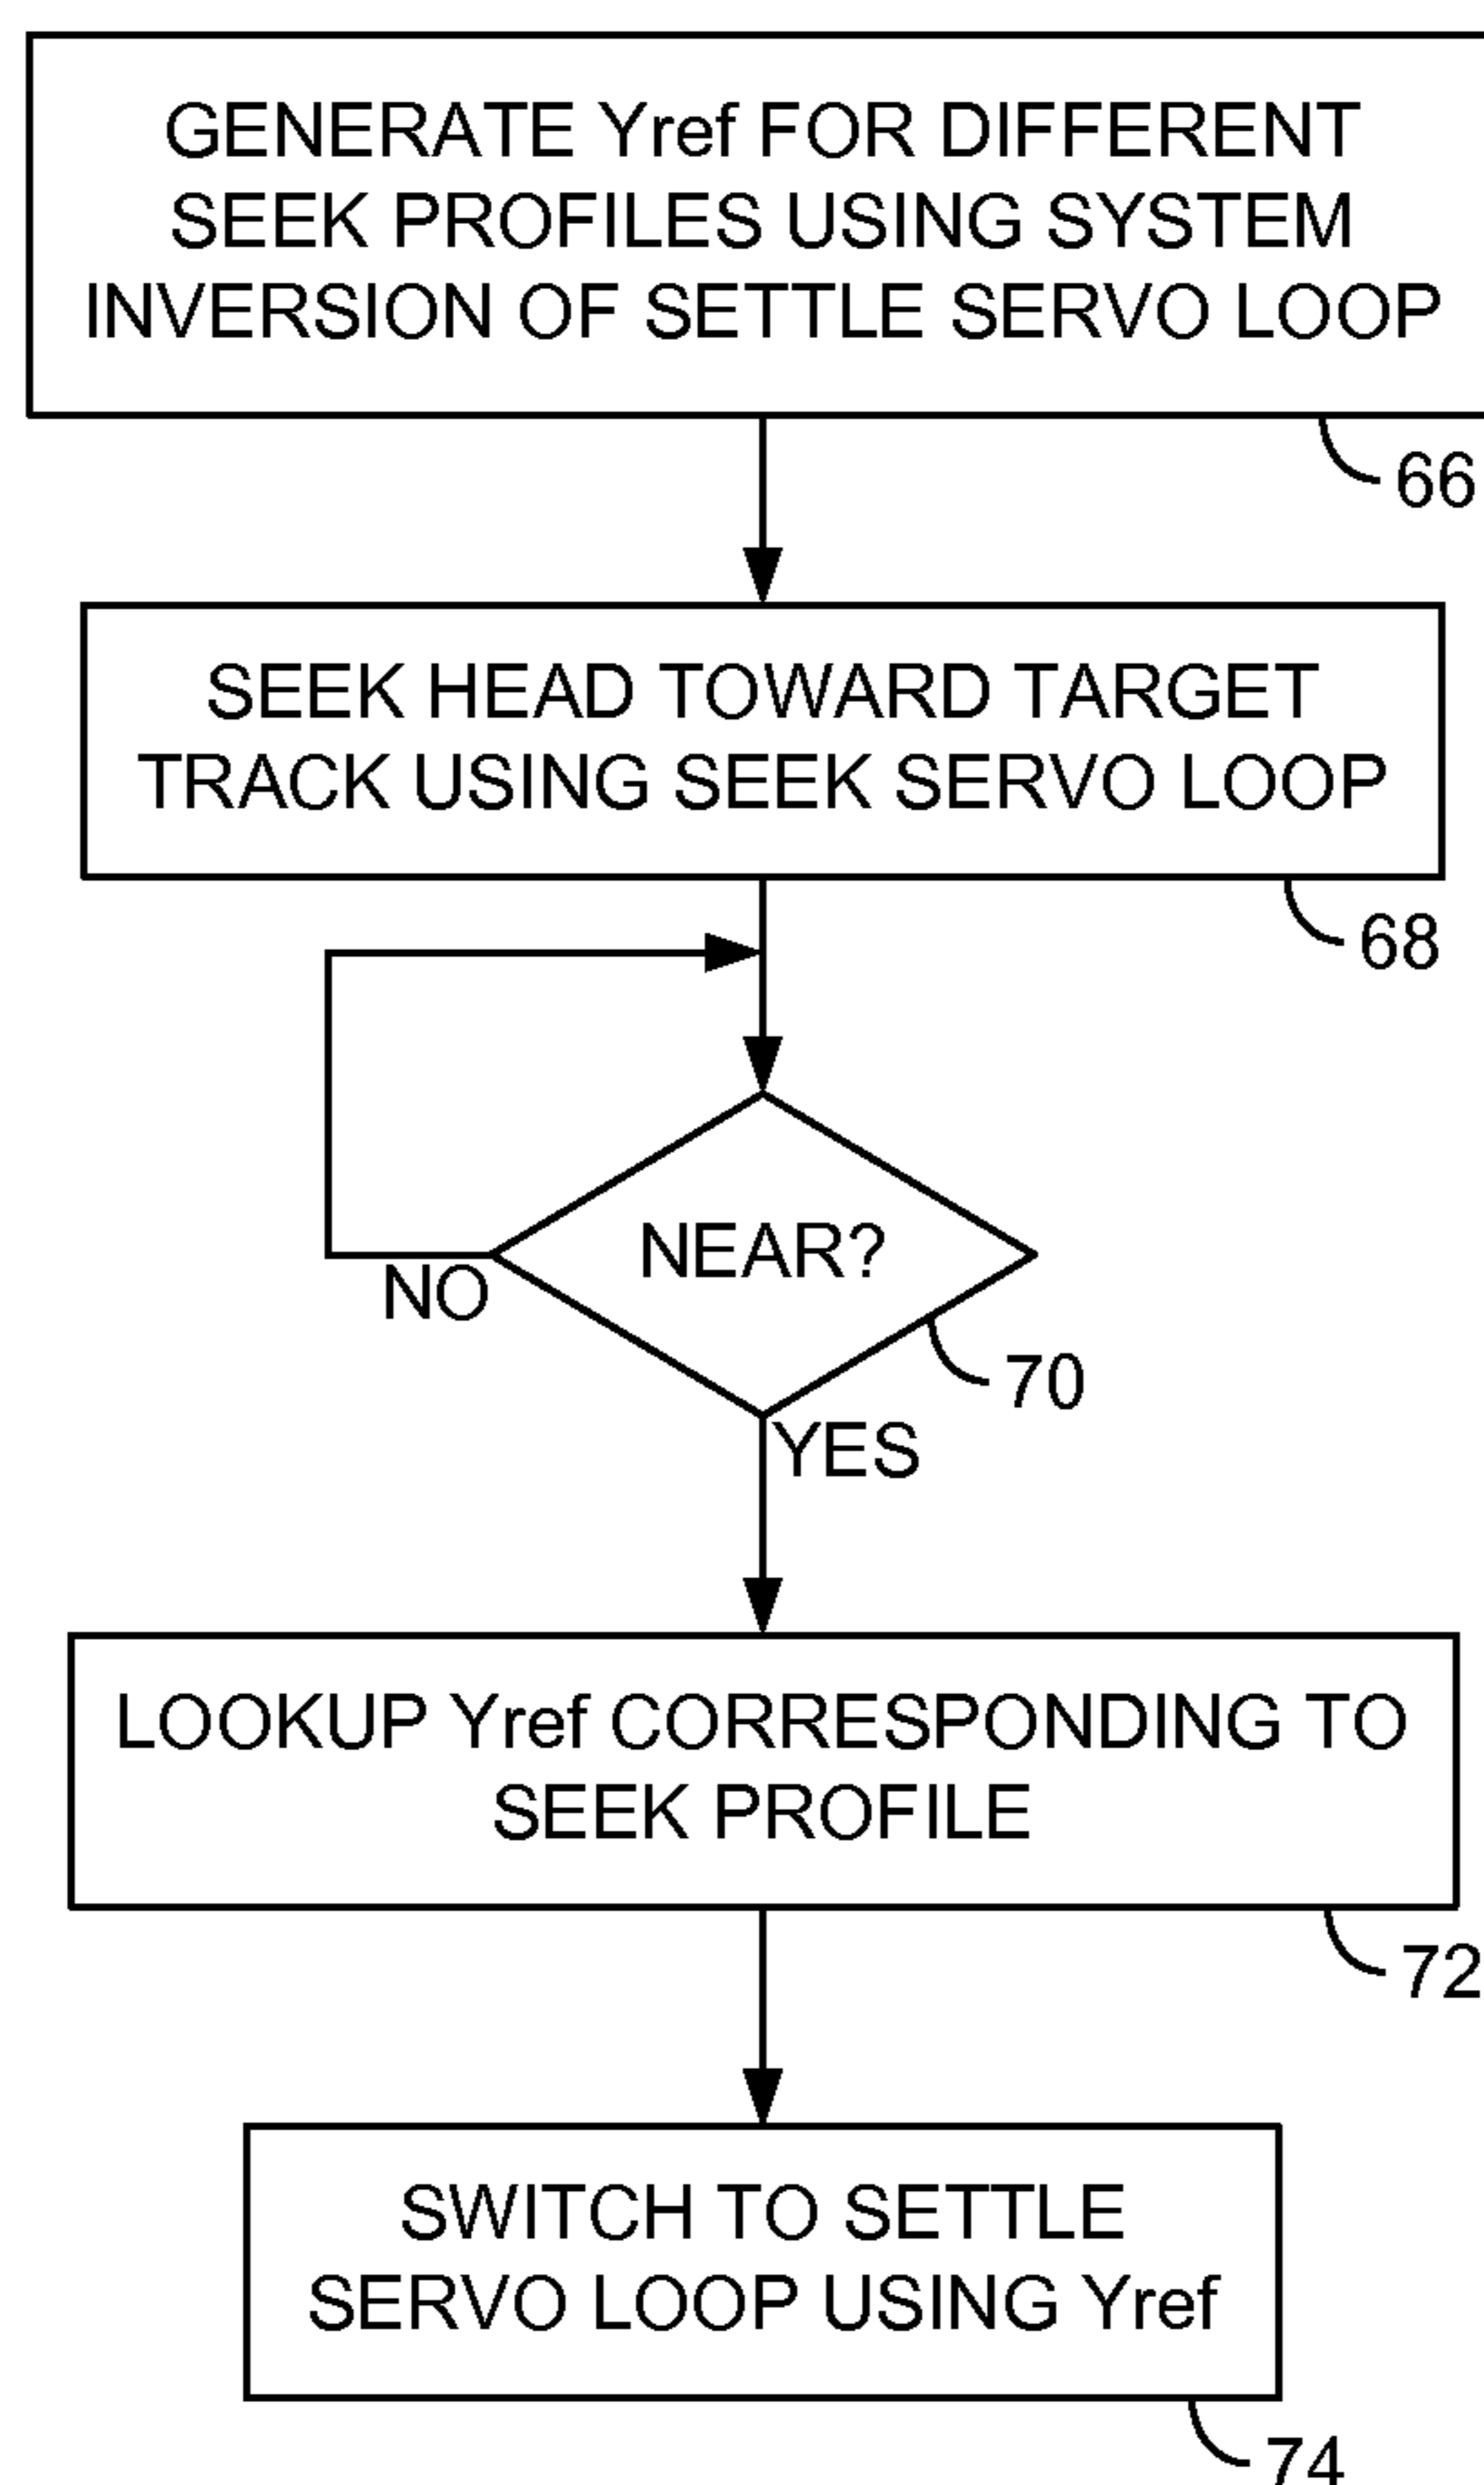 GENERATE Yref FOR DIFFERENT
SEEK PROFILES USING SYSTEM
INVERSION OF SETTLE SERVO LOOP
66
SEEK HEAD TOWARD TARGET
TRACK USING SEEK SERVO LOOP
68
NEAR?
NO
70
YES
LOOKUP Yref CORRESPONDING TO
SEEK PROFILE
72
SWITCH TO SETTLE
SERVO LOOP USING Yref
74